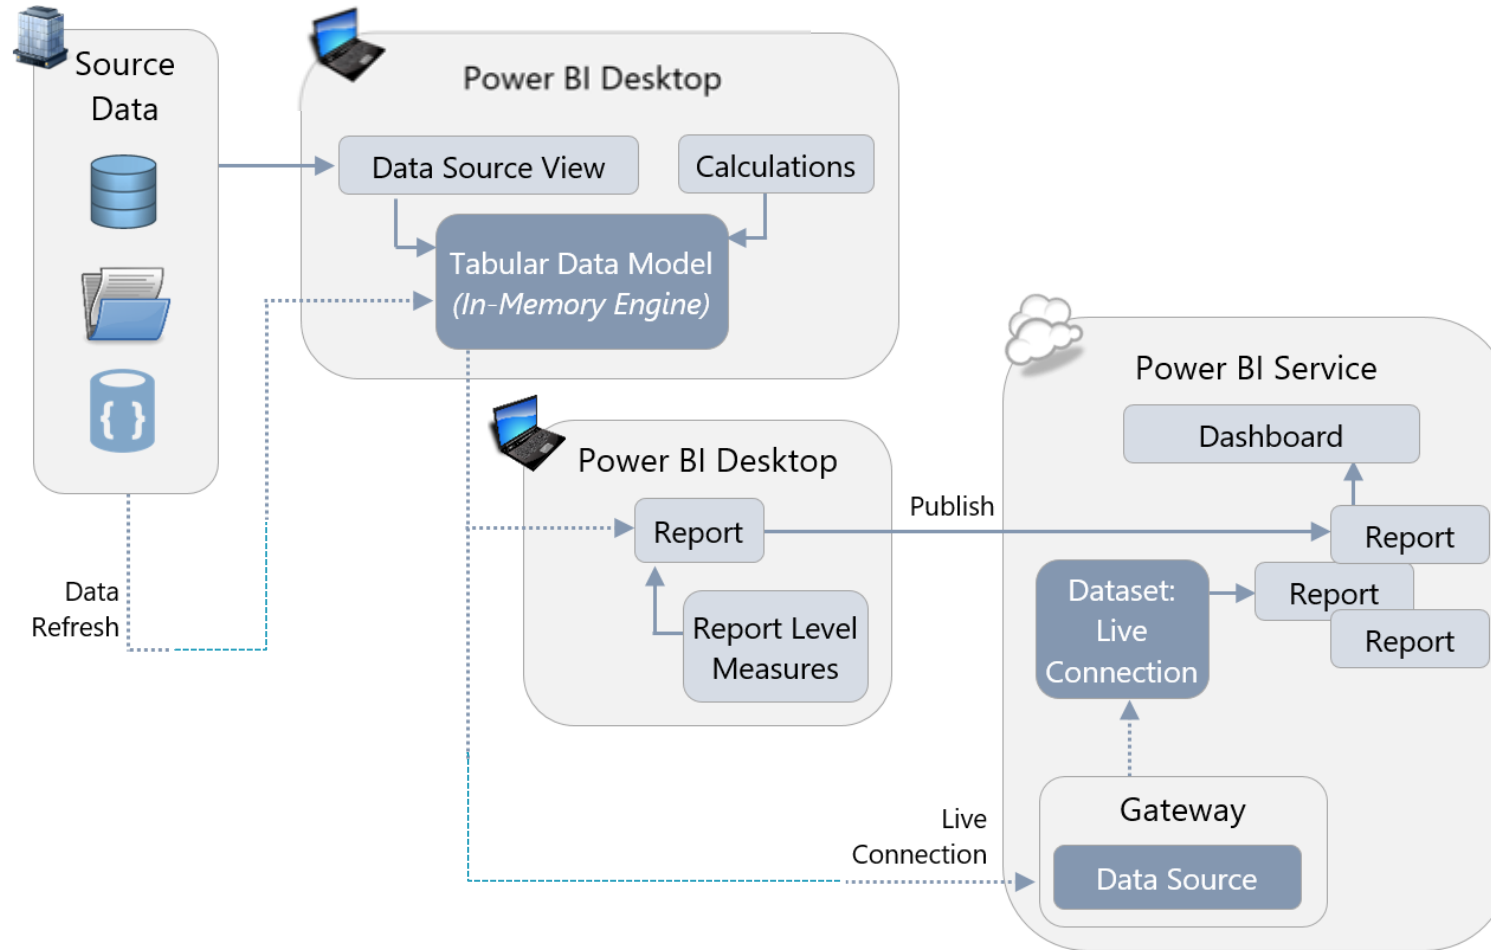 Source
Data
{ }
Data
Refresh
Power BI Desktop
Data Source View
Calculations
Tabular Data Model
(In-Memory Engine)
Power BI Desktop
Report
Report Level
Measures
Publish
Live
Connection
Power BI Service
Dashboard
Report
Report
Report
Dataset:
Live
Connection
Gateway
Data Source